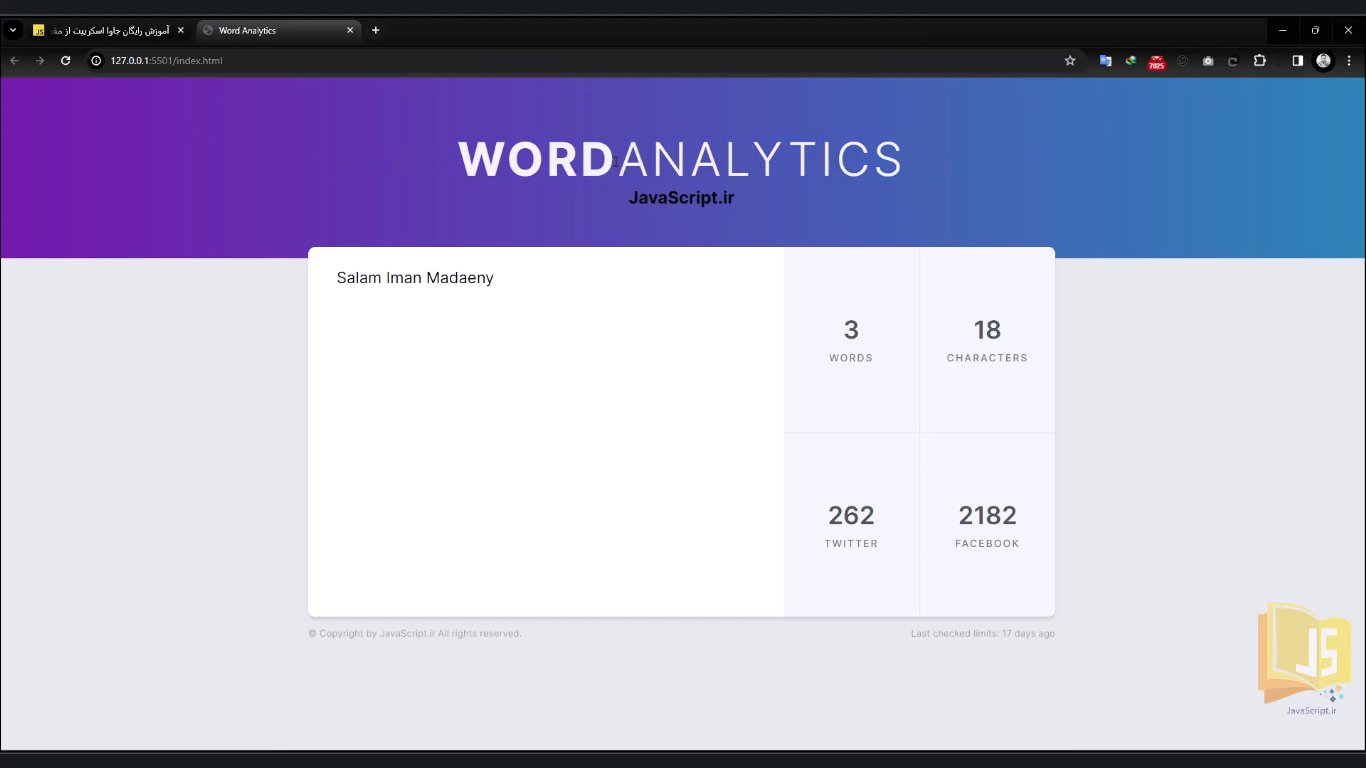 آموزش رایگان جاوا اسکریپت از مف
Word Analytics
127.0.0.1:5501/index.html
7025
WORDANALYTICS
JavaScript.ir
Salam Iman Madaeny
3
WORDS
18
CHARACTERS
262
TWITTER
2182
FACEBOOK
© Copyright by JavaScript.ir All rights reserved.
Last checked limits: 17 days ago
JS
JavaScript.ir